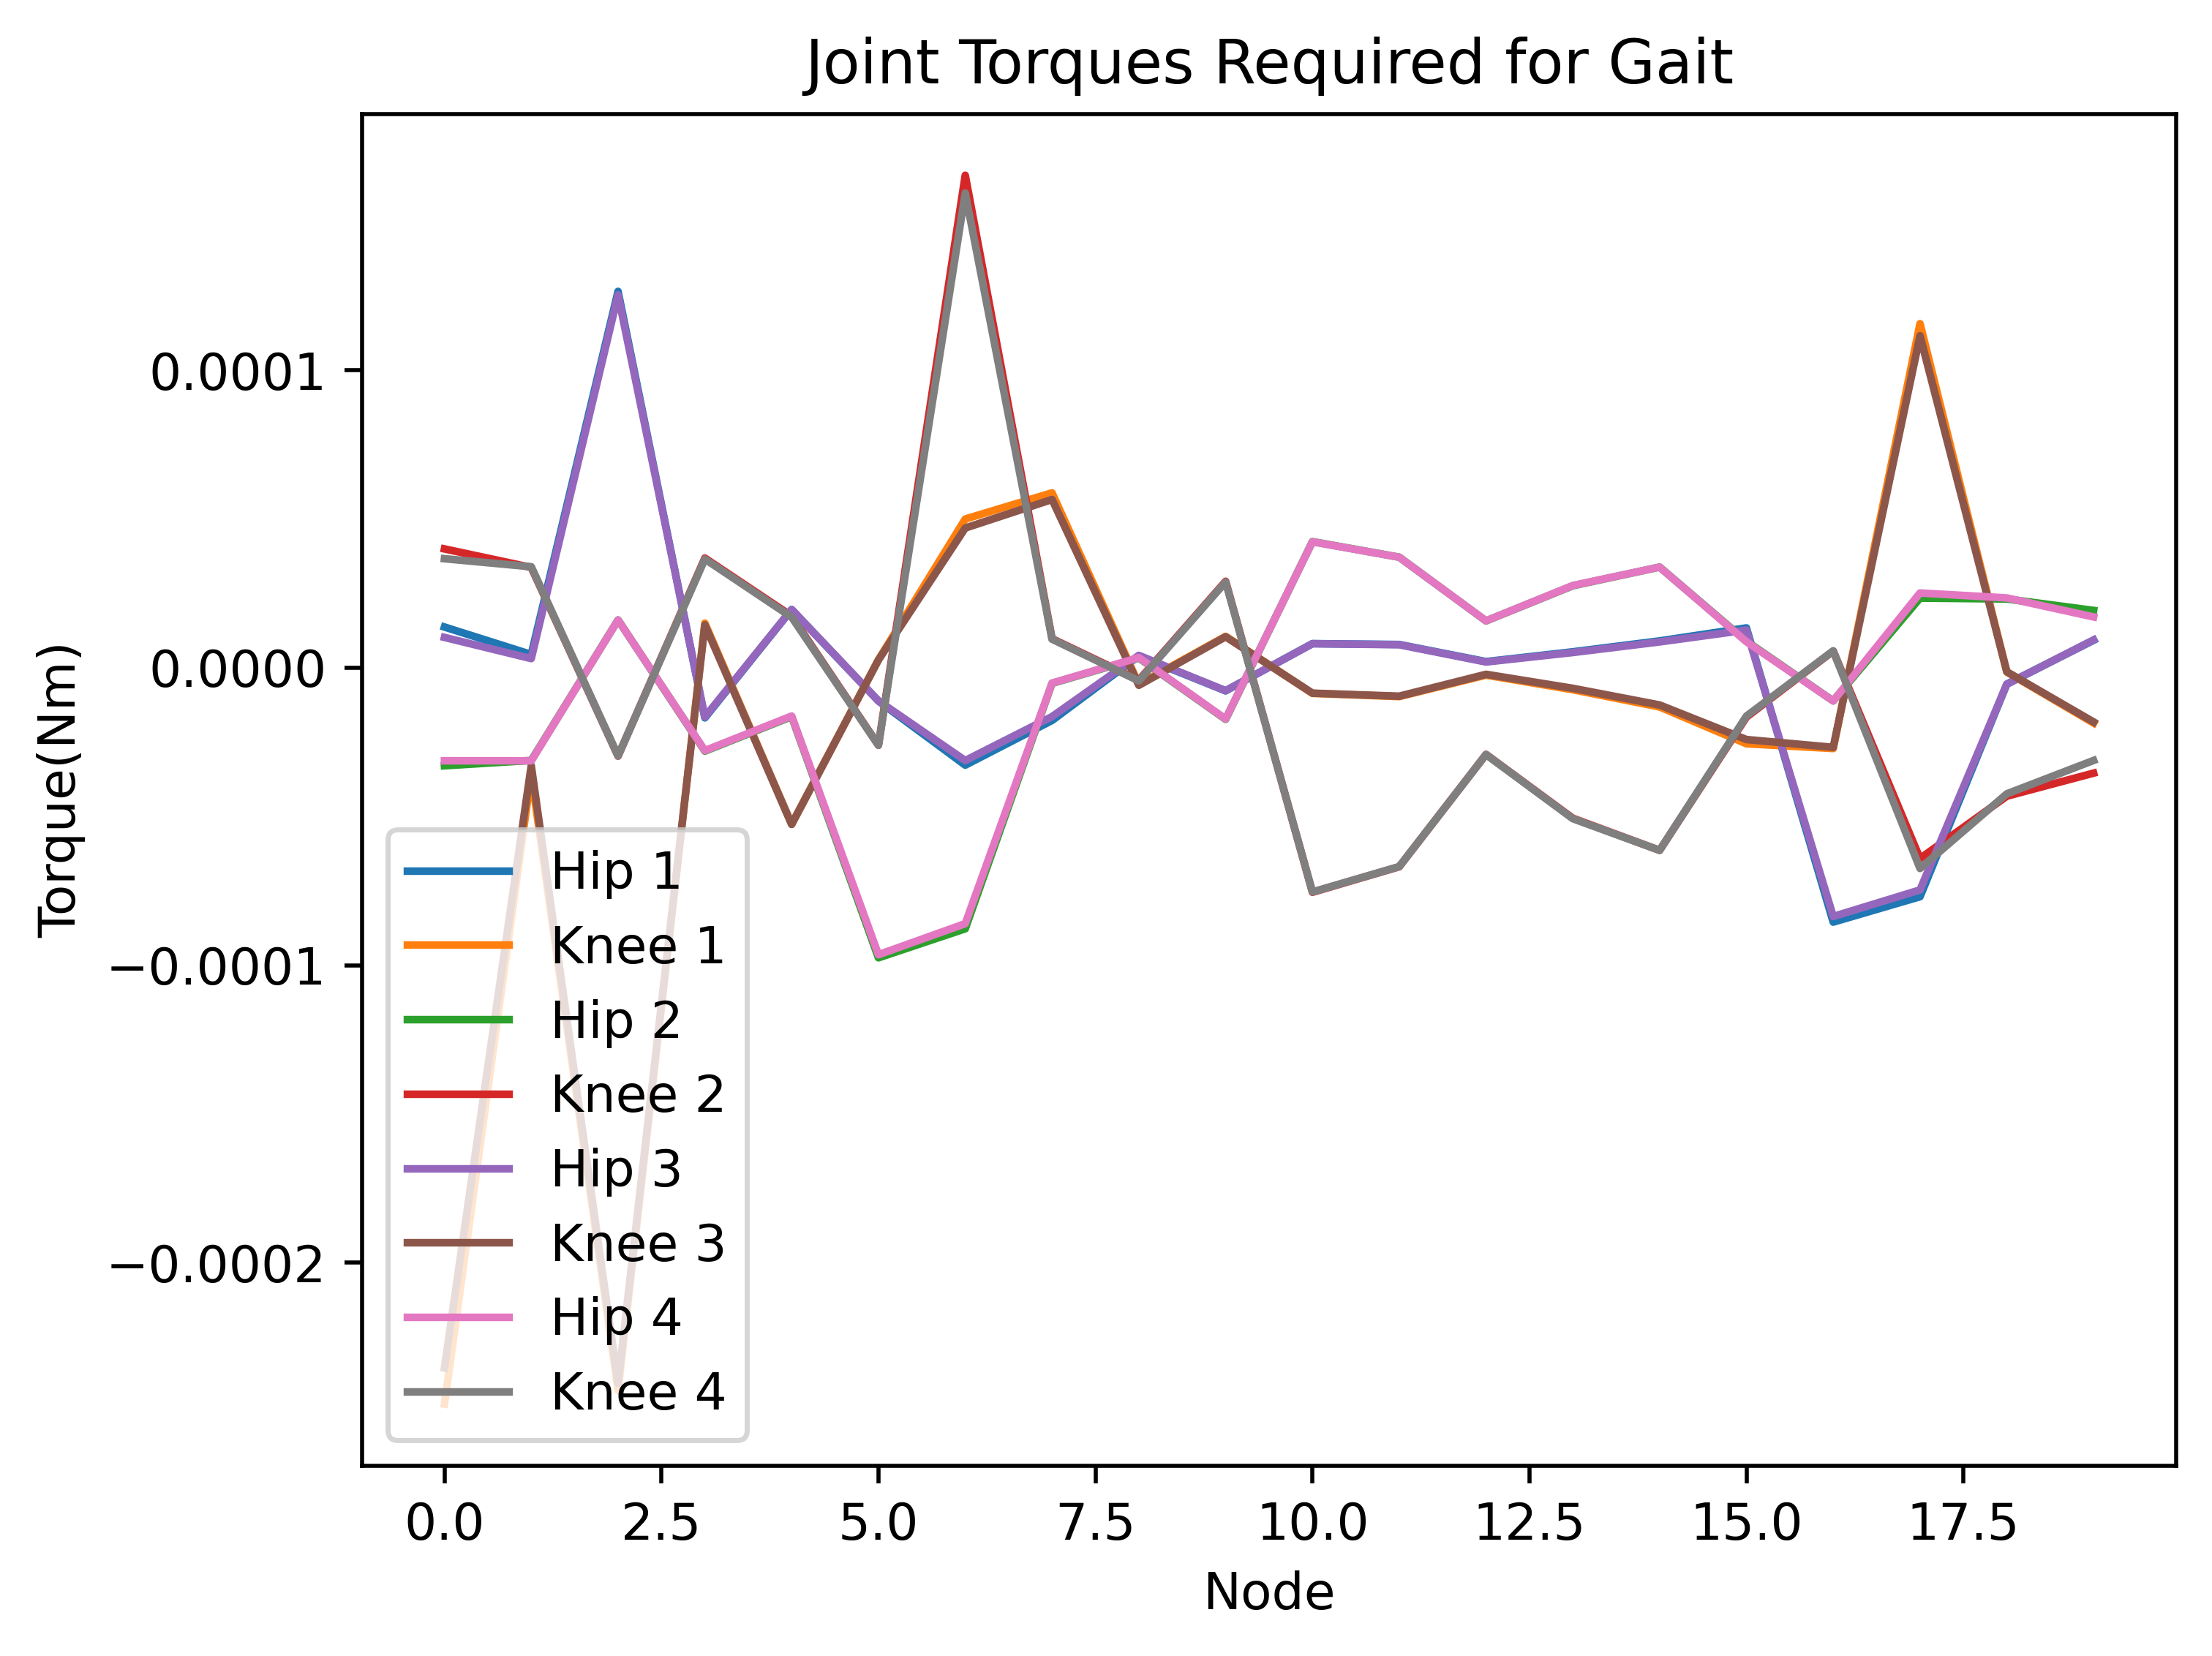 Joint Torques Required for Gait
Torque(Nm)
0.0001
0.0000
−0.0001
−0.0002
Hip 1
Knee 1
Hip 2
Knee 2
Hip 3
Knee 3
Hip 4
Knee 4
0.0 2.5 5.0 7.5 10.0 12.5 15.0 17.5
Node